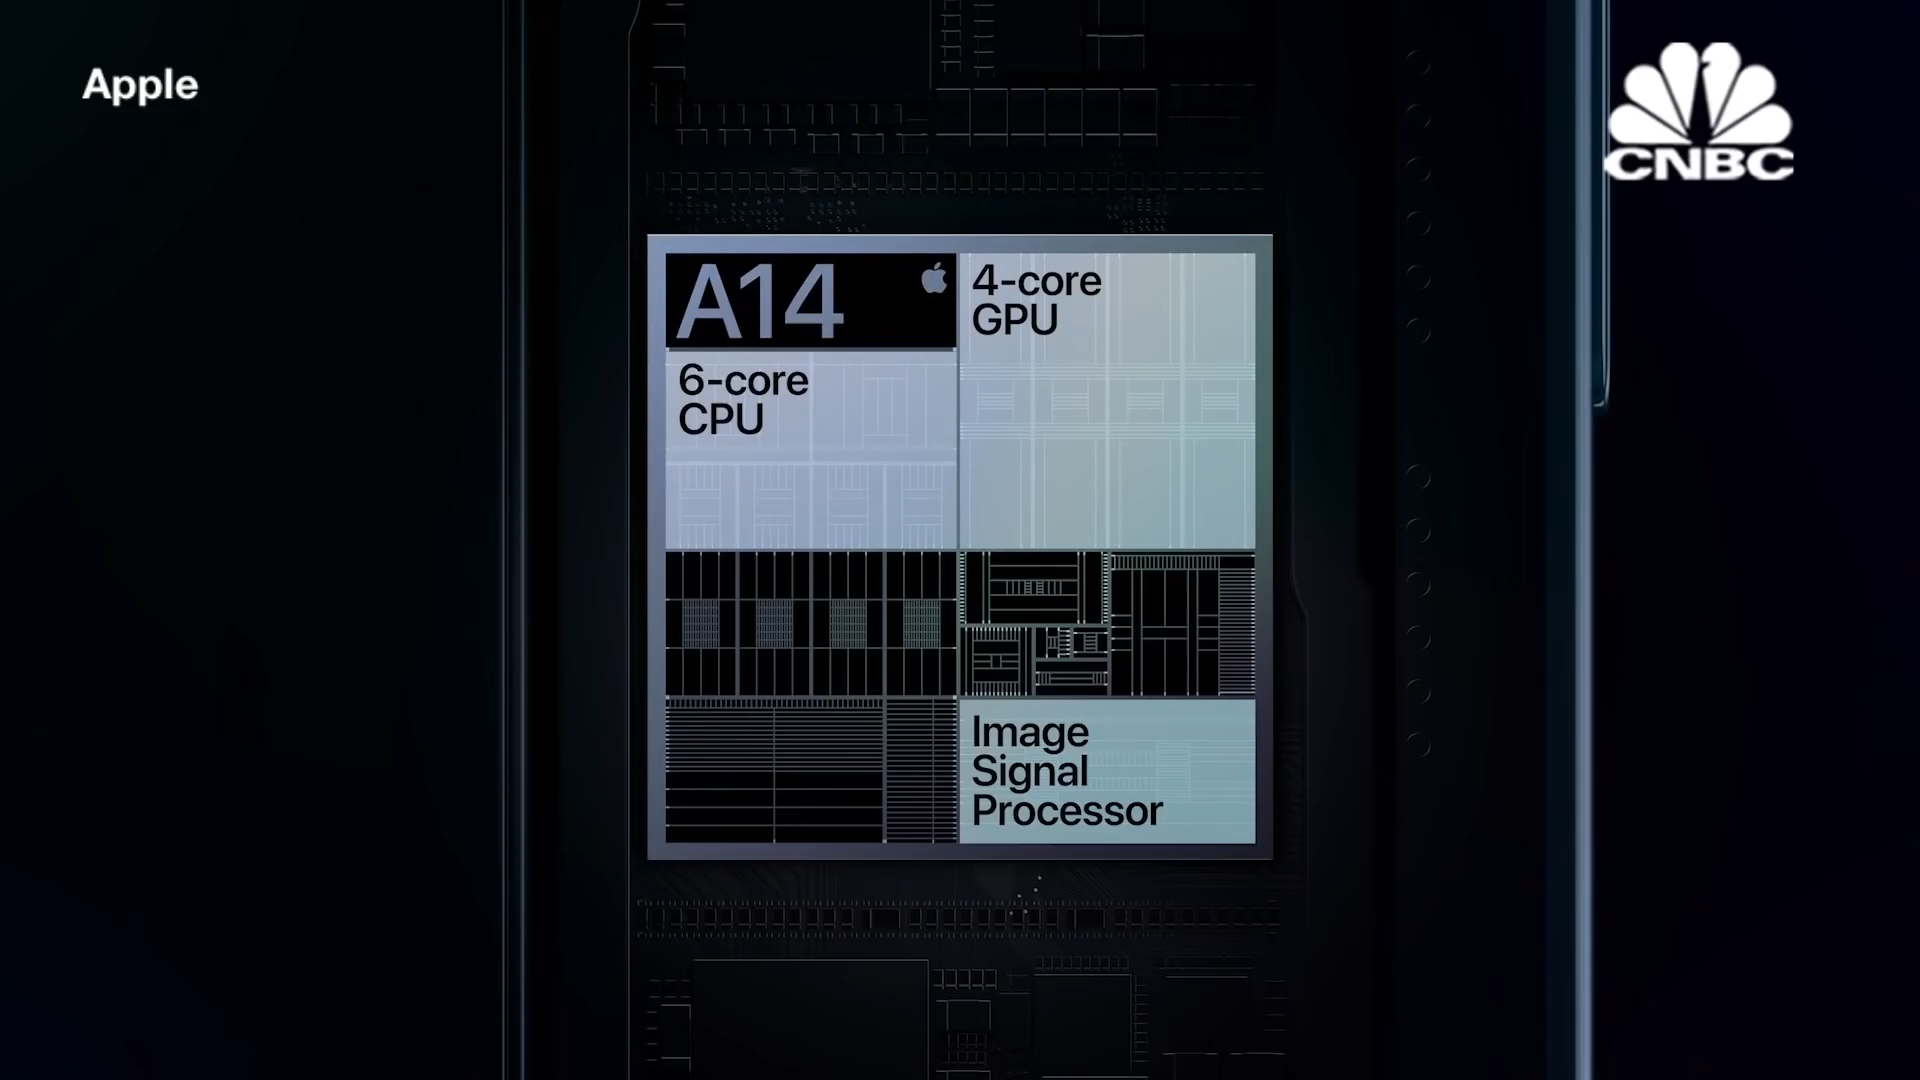 Apple
CNBC
A14
4-core
GPU
6-core
CPU
Image
Signal
Processor